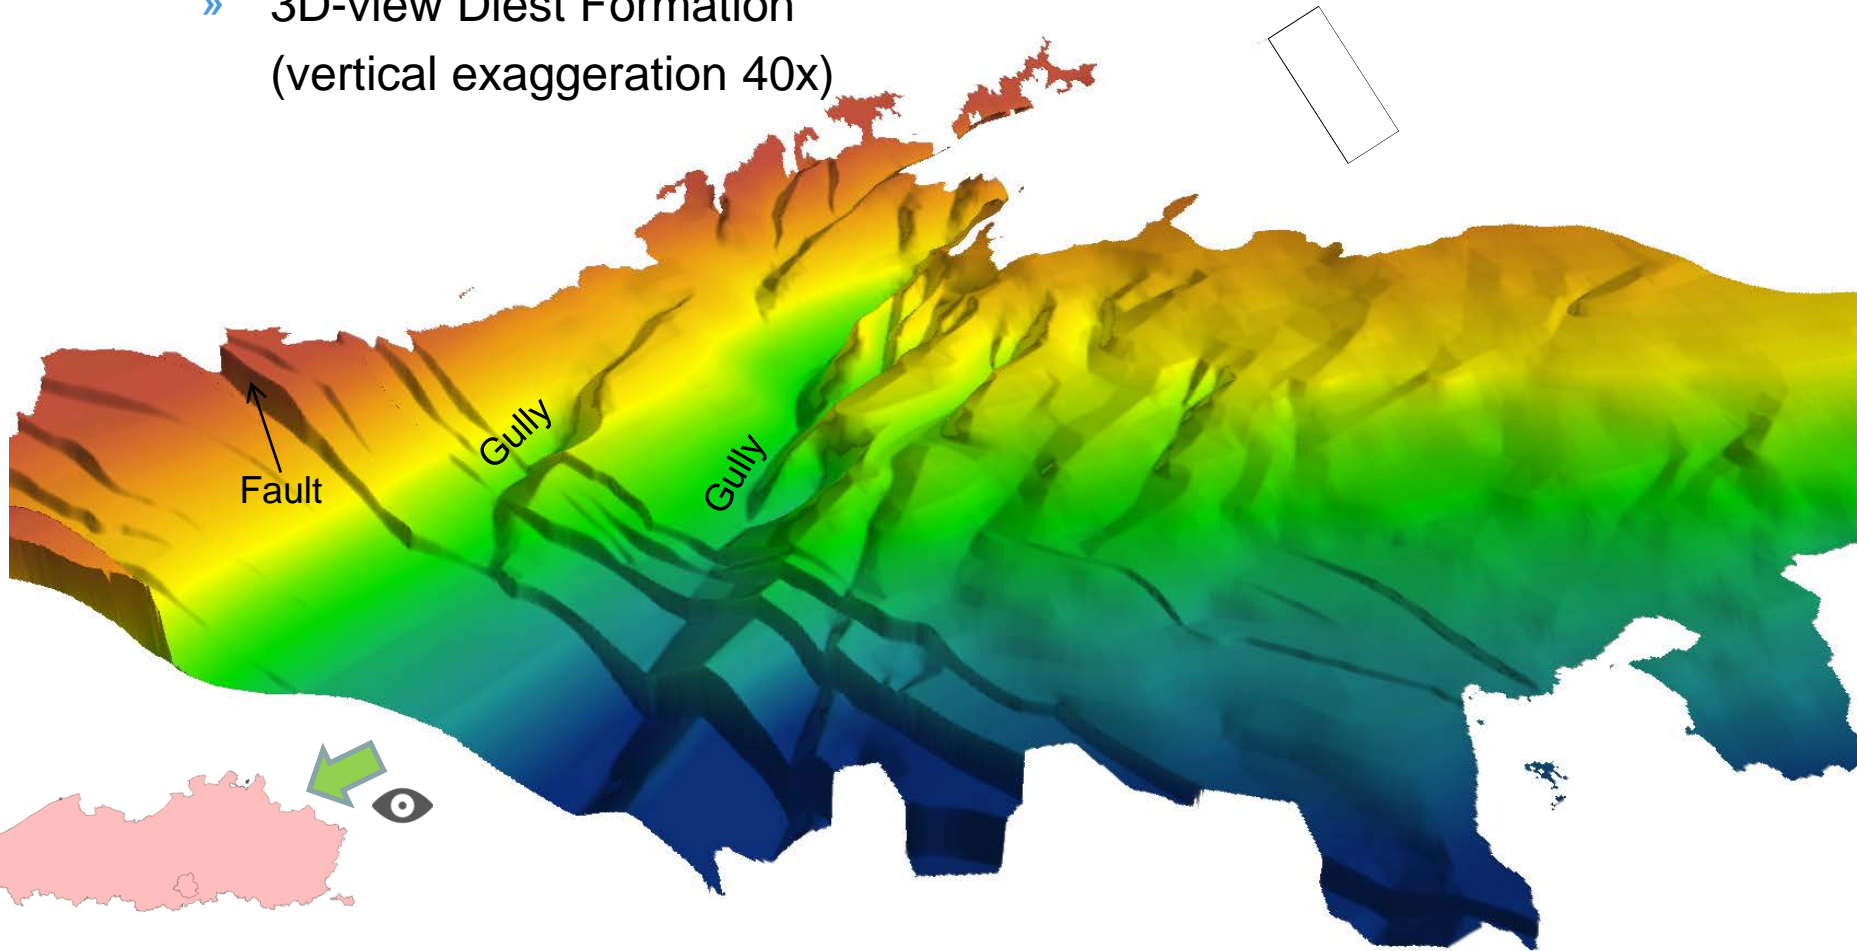 » 3D-view Diest Formation
(vertical exaggeration 40x)
Gully
Gully
Fault